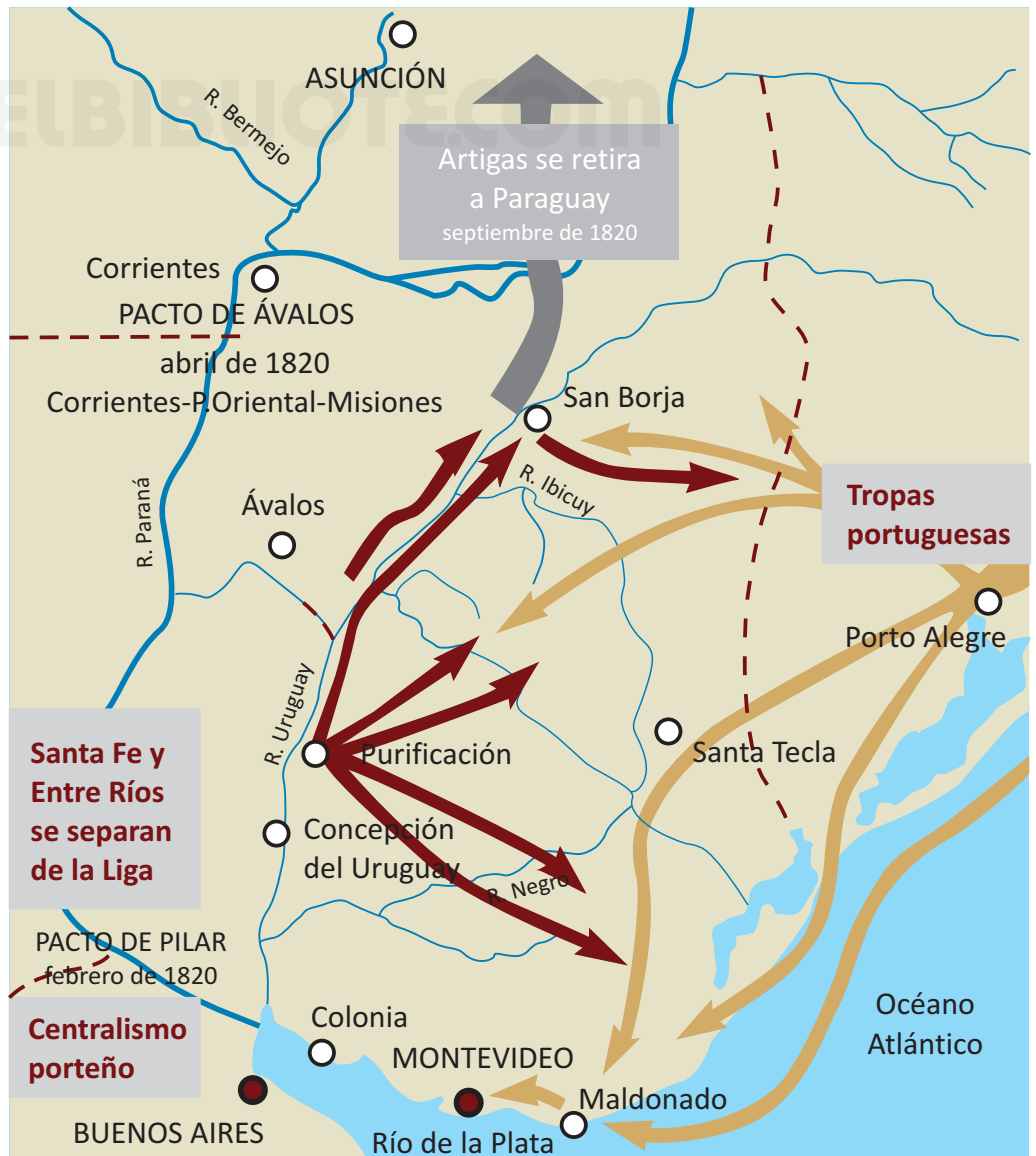 ELBIBLIOTECOM
ASUNCIÓN
R. Bermejo
Artigas se retira
a Paraguay
septiembre de 1820
Corrientes
PACTO DE ÁVALOS
abril de 1820
Corrientes-P.Oriental-Misiones
San Borja
R. Ibicuy
R. Paraná
Ávalos
Tropas
portuguesas
Porto Alegre
R. Uruguay
Purificación
Santa Tecla
Santa Fe y
Entre Ríos
se separan
de la Liga
Concepción
del Uruguay
R. Negro
PACTO DE PILAR
febrero de 1820
Centralismo
porteño
Colonia
MONTEVIDEO
Océano
Atlántico
Maldonado
BUENOS AIRES
Río de la Plata